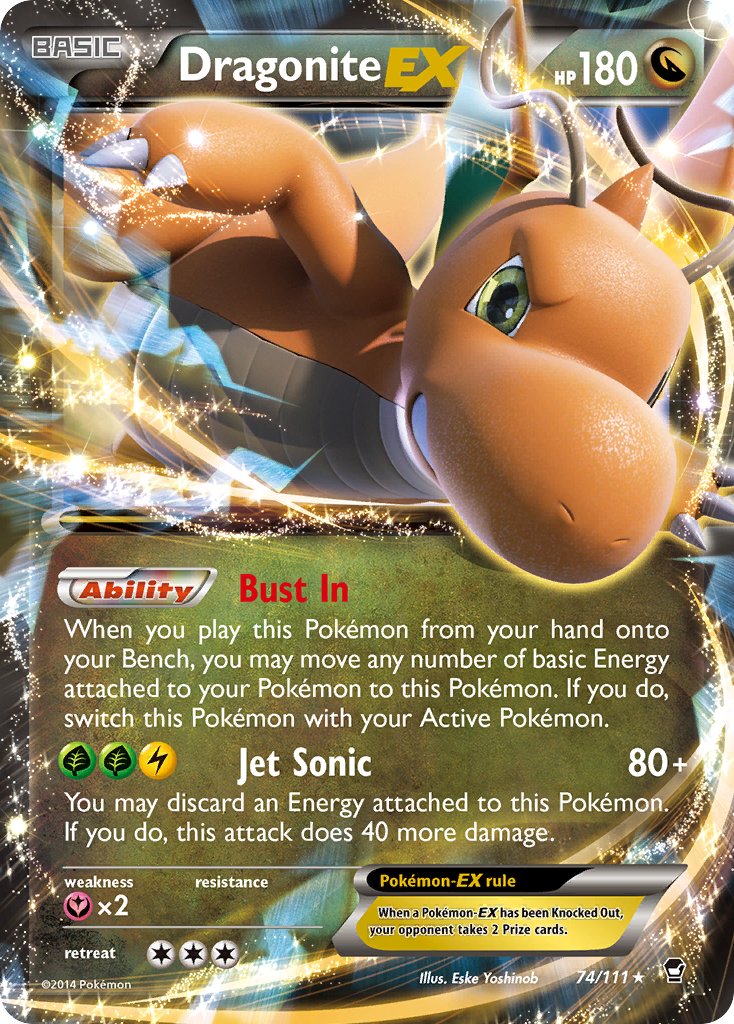 BASIC
Dragonite EX HP180
Ability Bust In
When you play this Pokémon from your hand onto
your Bench, you may move any number of basic Energy
attached to your Pokémon to this Pokémon. If you do,
switch this Pokémon with your Active Pokémon.
Jet Sonic 80+
You may discard an Energy attached to this Pokémon.
If you do, this attack does 40 more damage.
weakness resistance
×2
retreat
Pokémon-EX rule
When a Pokémon-EX has been Knocked Out,
your opponent takes 2 Prize cards.
©2014 Pokémon
Illus. Eske Yoshinob
74/111 ★